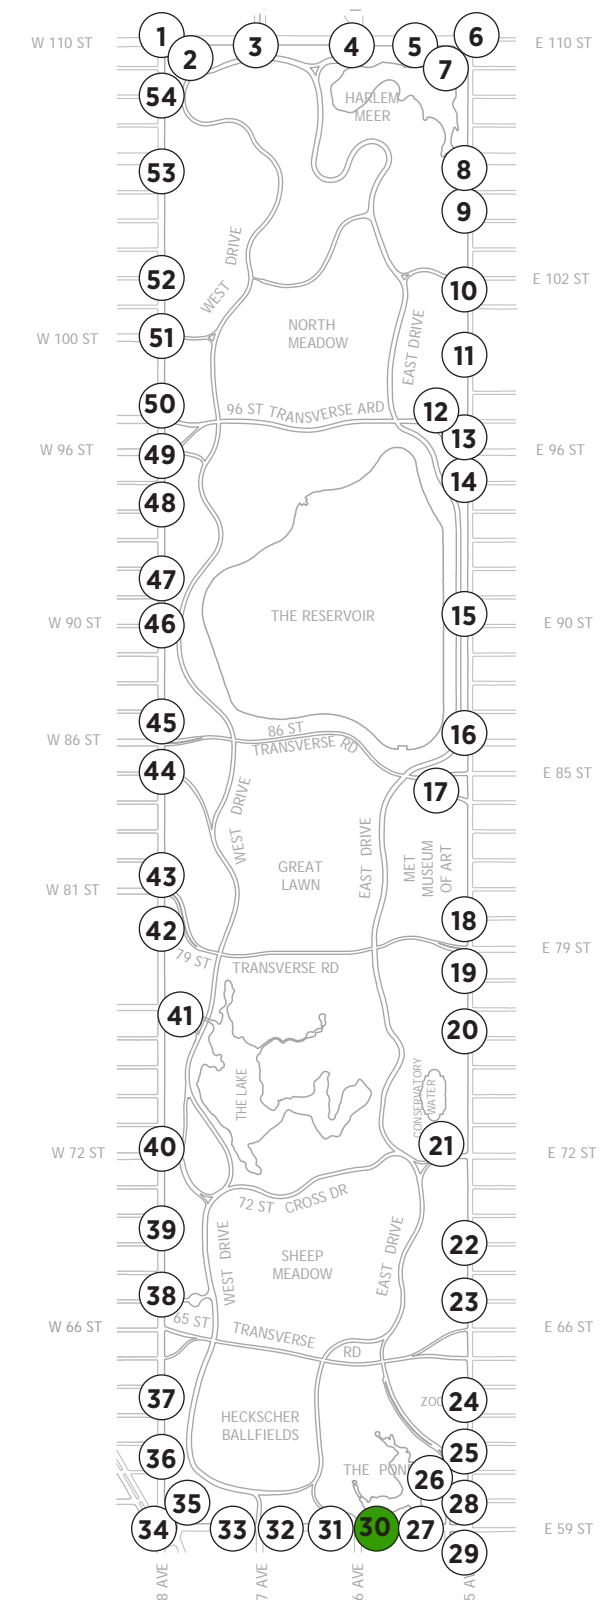 1
2
3
4
5
6
7
W 110 ST
E 110 ST
54
HARLEM
MEER
53
8
9
WEST DRIVE
52
E 102 ST
10
51
W 100 ST
NORTH
MEADOW
EAST DRIVE
11
50
96 ST TRANSVERSE ARD
12
13
W 96 ST
49
E 96 ST
14
48
47
46
W 90 ST
THE RESERVOIR
15
E 90 ST
45
W 86 ST
86 ST
TRANSVERSE RD
16
44
E 85 ST
17
WEST DRIVE
EAST DRIVE
MET
MUSEUM
OF ART
GREAT
LAWN
43
W 81 ST
42
18
79 ST TRANSVERSE RD
E 79 ST
19
41
20
THE LAKE
CONSERVATORY
WATER
40
W 72 ST
21
E 72 ST
72 ST CROSS DR
39
WEST DRIVE
SHEEP
MEADOW
EAST DRIVE
22
38
23
65 ST TRANSVERSE RD
W 66 ST
E 66 ST
37
ZOO
24
HECKSCHER
BALLFIELDS
36
25
THE POND
26
35
28
34
33
32
31
30
27
E 59 ST
29
8 AVE
7 AVE
6 AVE
5 AV